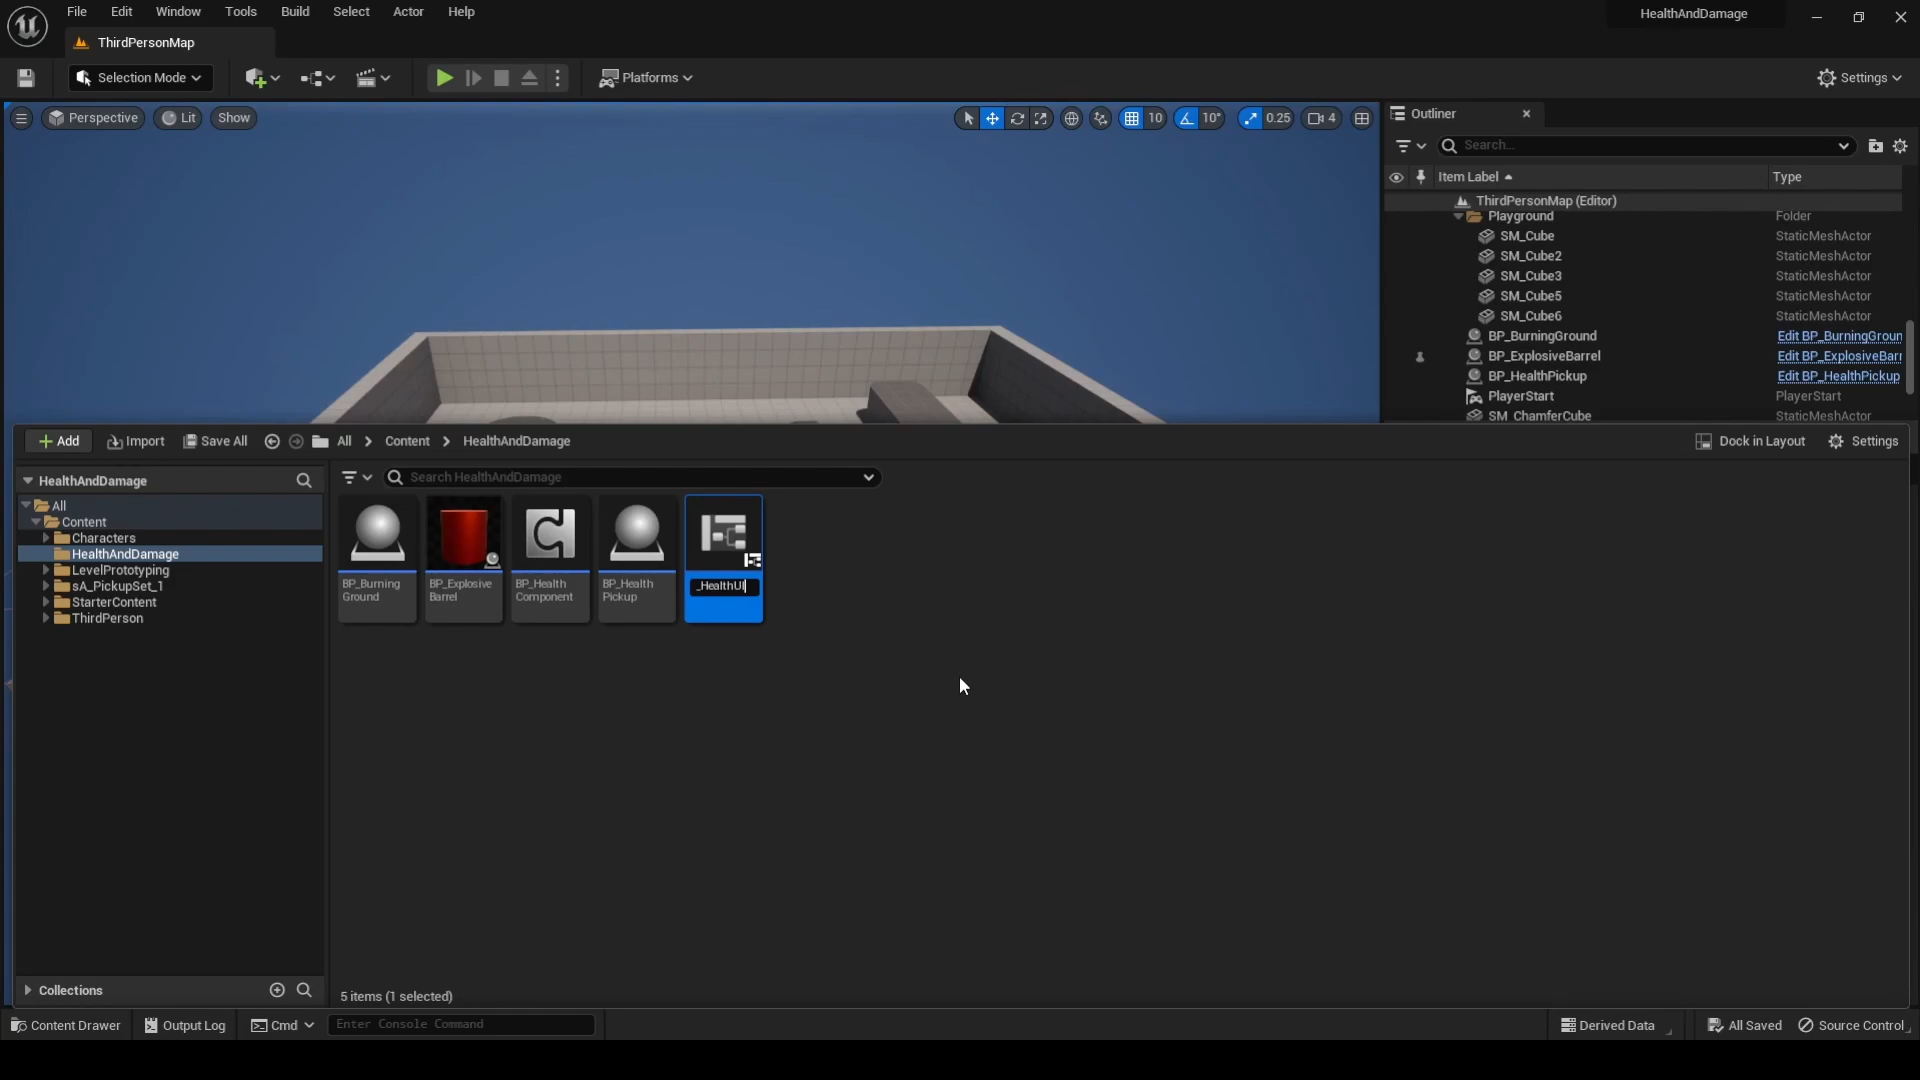 File Edit Window Tools Build Select Actor Help
HealthAndDamage
ThirdPersonMap
Selection Mode
Platforms
Settings
Perspective
Lit
Show
10
10°
0.25
4
Outliner
Search...
Item Label
Type
ThirdPersonMap (Editor)
Playground Folder
SM_Cube StaticMeshActor
SM_Cube2 StaticMeshActor
SM_Cube3 StaticMeshActor
SM_Cube5 StaticMeshActor
SM_Cube6 StaticMeshActor
BP_BurningGround Edit BP_BurningGroun
BP_ExplosiveBarrel Edit BP_ExplosiveBarr
BP_HealthPickup Edit BP_HealthPickup
PlayerStart PlayerStart
SM_ChamferCube StaticMeshActor
Add Import Save All All Content HealthAndDamage
Dock in Layout Settings
HealthAndDamage
Search HealthAndDamage
All
Content
Characters
HealthAndDamage
LevelPrototyping
sA_PickupSet_1
StarterContent
ThirdPerson
BP_Burning
Ground
BP_Explosive
Barrel
BP_Health
Component
BP_Health
Pickup
_HealthUI
Collections
5 items (1 selected)
Content Drawer Output Log Cmd Enter Console Command
Derived Data All Saved Source Control